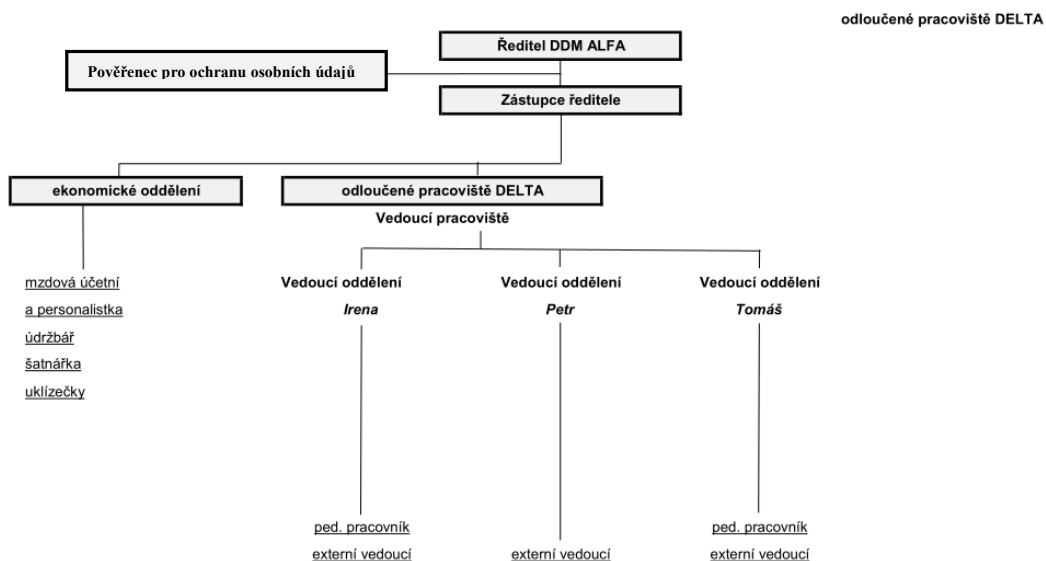 odloučené pracoviště DELTA
Ředitel DDM ALFA
Pověřenec pro ochranu osobních údajů
Zástupce ředitele
ekonomické oddělení
odloučené pracoviště DELTA
Vedoucí pracoviště
mzdová účetní
a personalistka
údržbář
šatnářka
uklízečky
Vedoucí oddělení
Irena
ped. pracovník
externí vedoucí
Vedoucí oddělení
Petr
externí vedoucí
Vedoucí oddělení
Tomáš
ped. pracovník
externí vedoucí